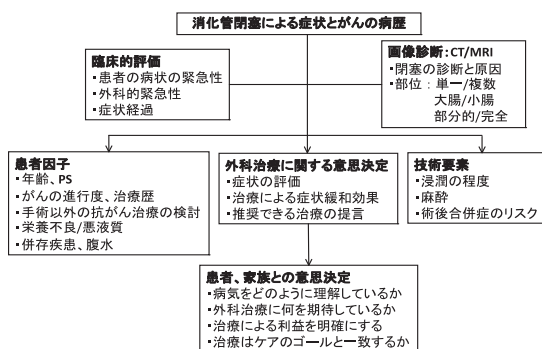 消化管閉塞による症状とがんの病歴
臨床的評価
・患者の病状の緊急性
・外科的緊急性
・症状経過
画像診断:CT/MRI
・閉塞の診断と原因
・部位：単一/複数
大腸/小腸
部分的/完全
患者因子
・年齢、PS
・がんの進行度、治療歴
・手術以外の抗がん治療の検討
・栄養不良/悪液質
・併存疾患、腹水
外科治療に関する意思決定
・症状の評価
・治療による症状緩和効果
・推奨できる治療の提言
技術要素
・浸潤の程度
・麻酔
・術後合併症のリスク
患者、家族との意思決定
・病気をどのように理解しているか
・外科治療に何を期待しているか
・治療による利益を明確にする
・治療はケアのゴールと一致するか